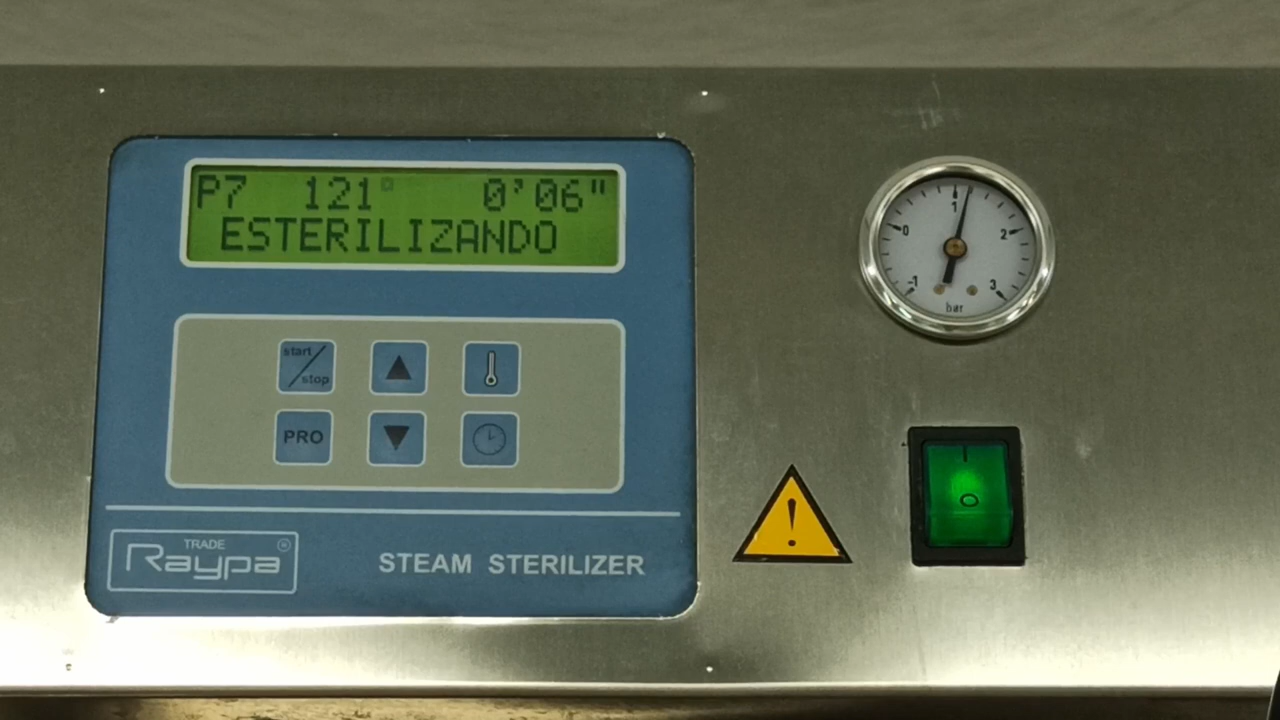 P7 121° 0'06"
ESTERILIZANDO
start/stop
PRO
TRADE
Raypa ®
STEAM STERILIZER
-1
0
1
2
3
bar
!
I
O